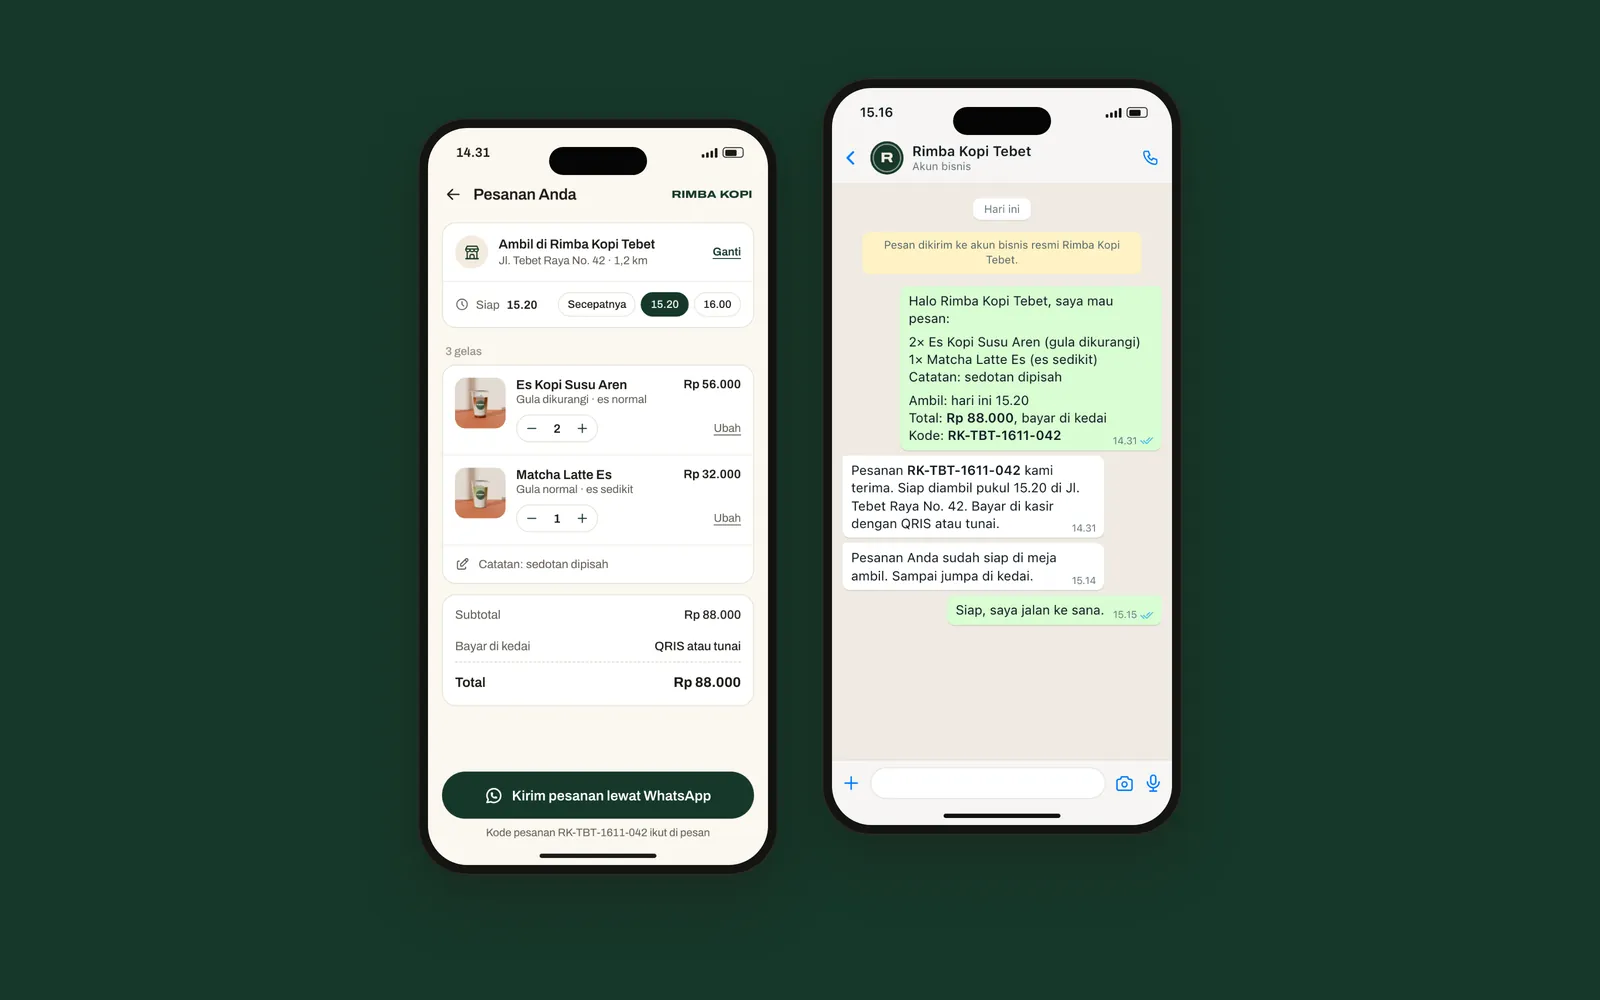 14.31
Pesanan Anda
RIMBA KOPI
Ambil di Rimba Kopi Tebet
Jl. Tebet Raya No. 42 · 1,2 km
Ganti
Siap 15.20
Secepatnya
15.20
16.00
3 gelas
Es Kopi Susu Aren
Rp 56.000
Gula dikurangi · es normal
− 2 +
Ubah
Matcha Latte Es
Rp 32.000
Gula normal · es sedikit
− 1 +
Ubah
Catatan: sedotan dipisah
Subtotal
Rp 88.000
Bayar di kedai
QRIS atau tunai
Total
Rp 88.000
Kirim pesanan lewat WhatsApp
Kode pesanan RK-TBT-1611-042 ikut di pesan
15.16
R
Rimba Kopi Tebet
Akun bisnis
Hari ini
Pesan dikirim ke akun bisnis resmi Rimba Kopi
Tebet.
Halo Rimba Kopi Tebet, saya mau
pesan:
2× Es Kopi Susu Aren (gula dikurangi)
1× Matcha Latte Es (es sedikit)
Catatan: sedotan dipisah
Ambil: hari ini 15.20
Total: Rp 88.000, bayar di kedai
Kode: RK-TBT-1611-042
14.31
Pesanan RK-TBT-1611-042 kami
terima. Siap diambil pukul 15.20 di Jl.
Tebet Raya No. 42. Bayar di kasir
dengan QRIS atau tunai.
14.31
Pesanan Anda sudah siap di meja
ambil. Sampai jumpa di kedai.
15.14
Siap, saya jalan ke sana.
15.15